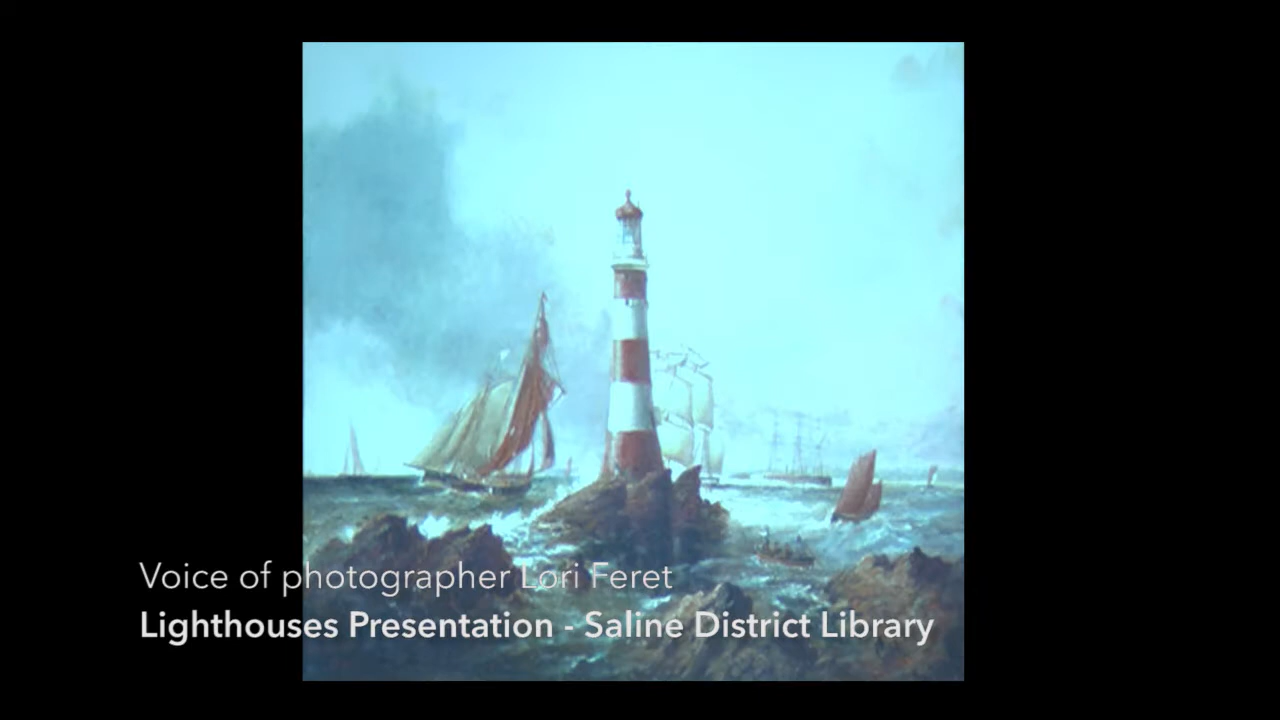 Voice of photographer Lori Feret
Lighthouses Presentation - Saline District Library